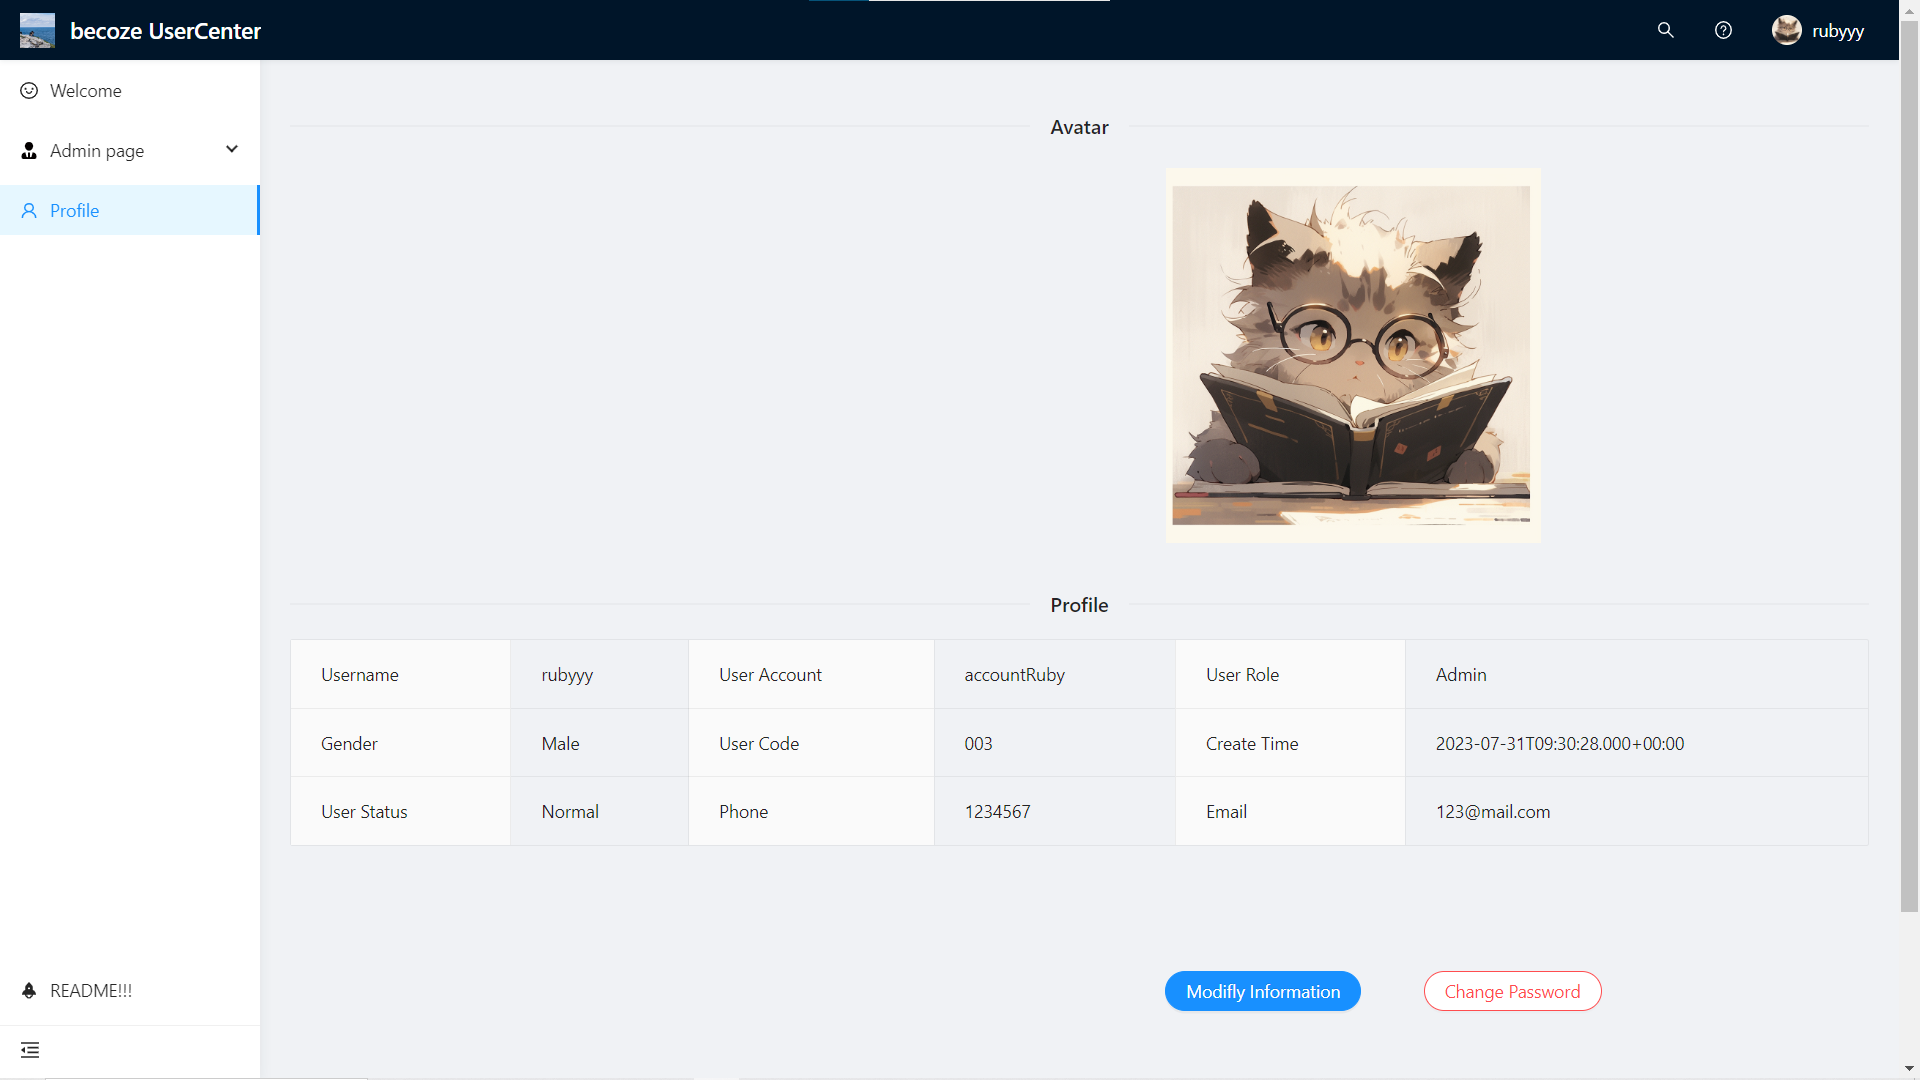 becoze UserCenter
rubyyy
Welcome
Admin page
Profile
Avatar
Profile
Username rubyyy User Account accountRuby User Role Admin
Gender Male User Code 003 Create Time 2023-07-31T09:30:28.000+00:00
User Status Normal Phone 1234567 Email 123@mail.com
Modifly Information Change Password
README!!!